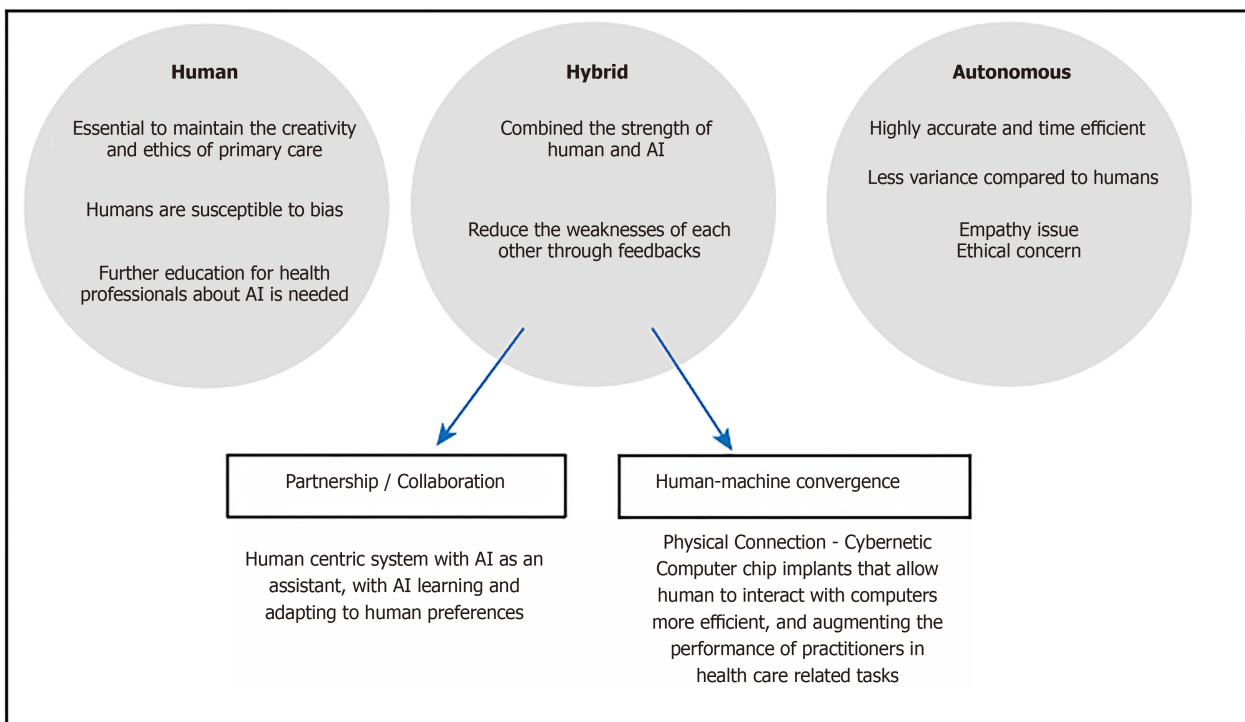 Human
Essential to maintain the creativity
and ethics of primary care
Humans are susceptible to bias
Further education for health
professionals about AI is needed
Hybrid
Combined the strength of
human and AI
Reduce the weaknesses of each
other through feedbacks
Autonomous
Highly accurate and time efficient
Less variance compared to humans
Empathy issue
Ethical concern
Partnership / Collaboration
Human centric system with AI as an
assistant, with AI learning and
adapting to human preferences
Human-machine convergence
Physical Connection - Cybernetic
Computer chip implants that allow
human to interact with computers
more efficient, and augmenting the
performance of practitioners in
health care related tasks